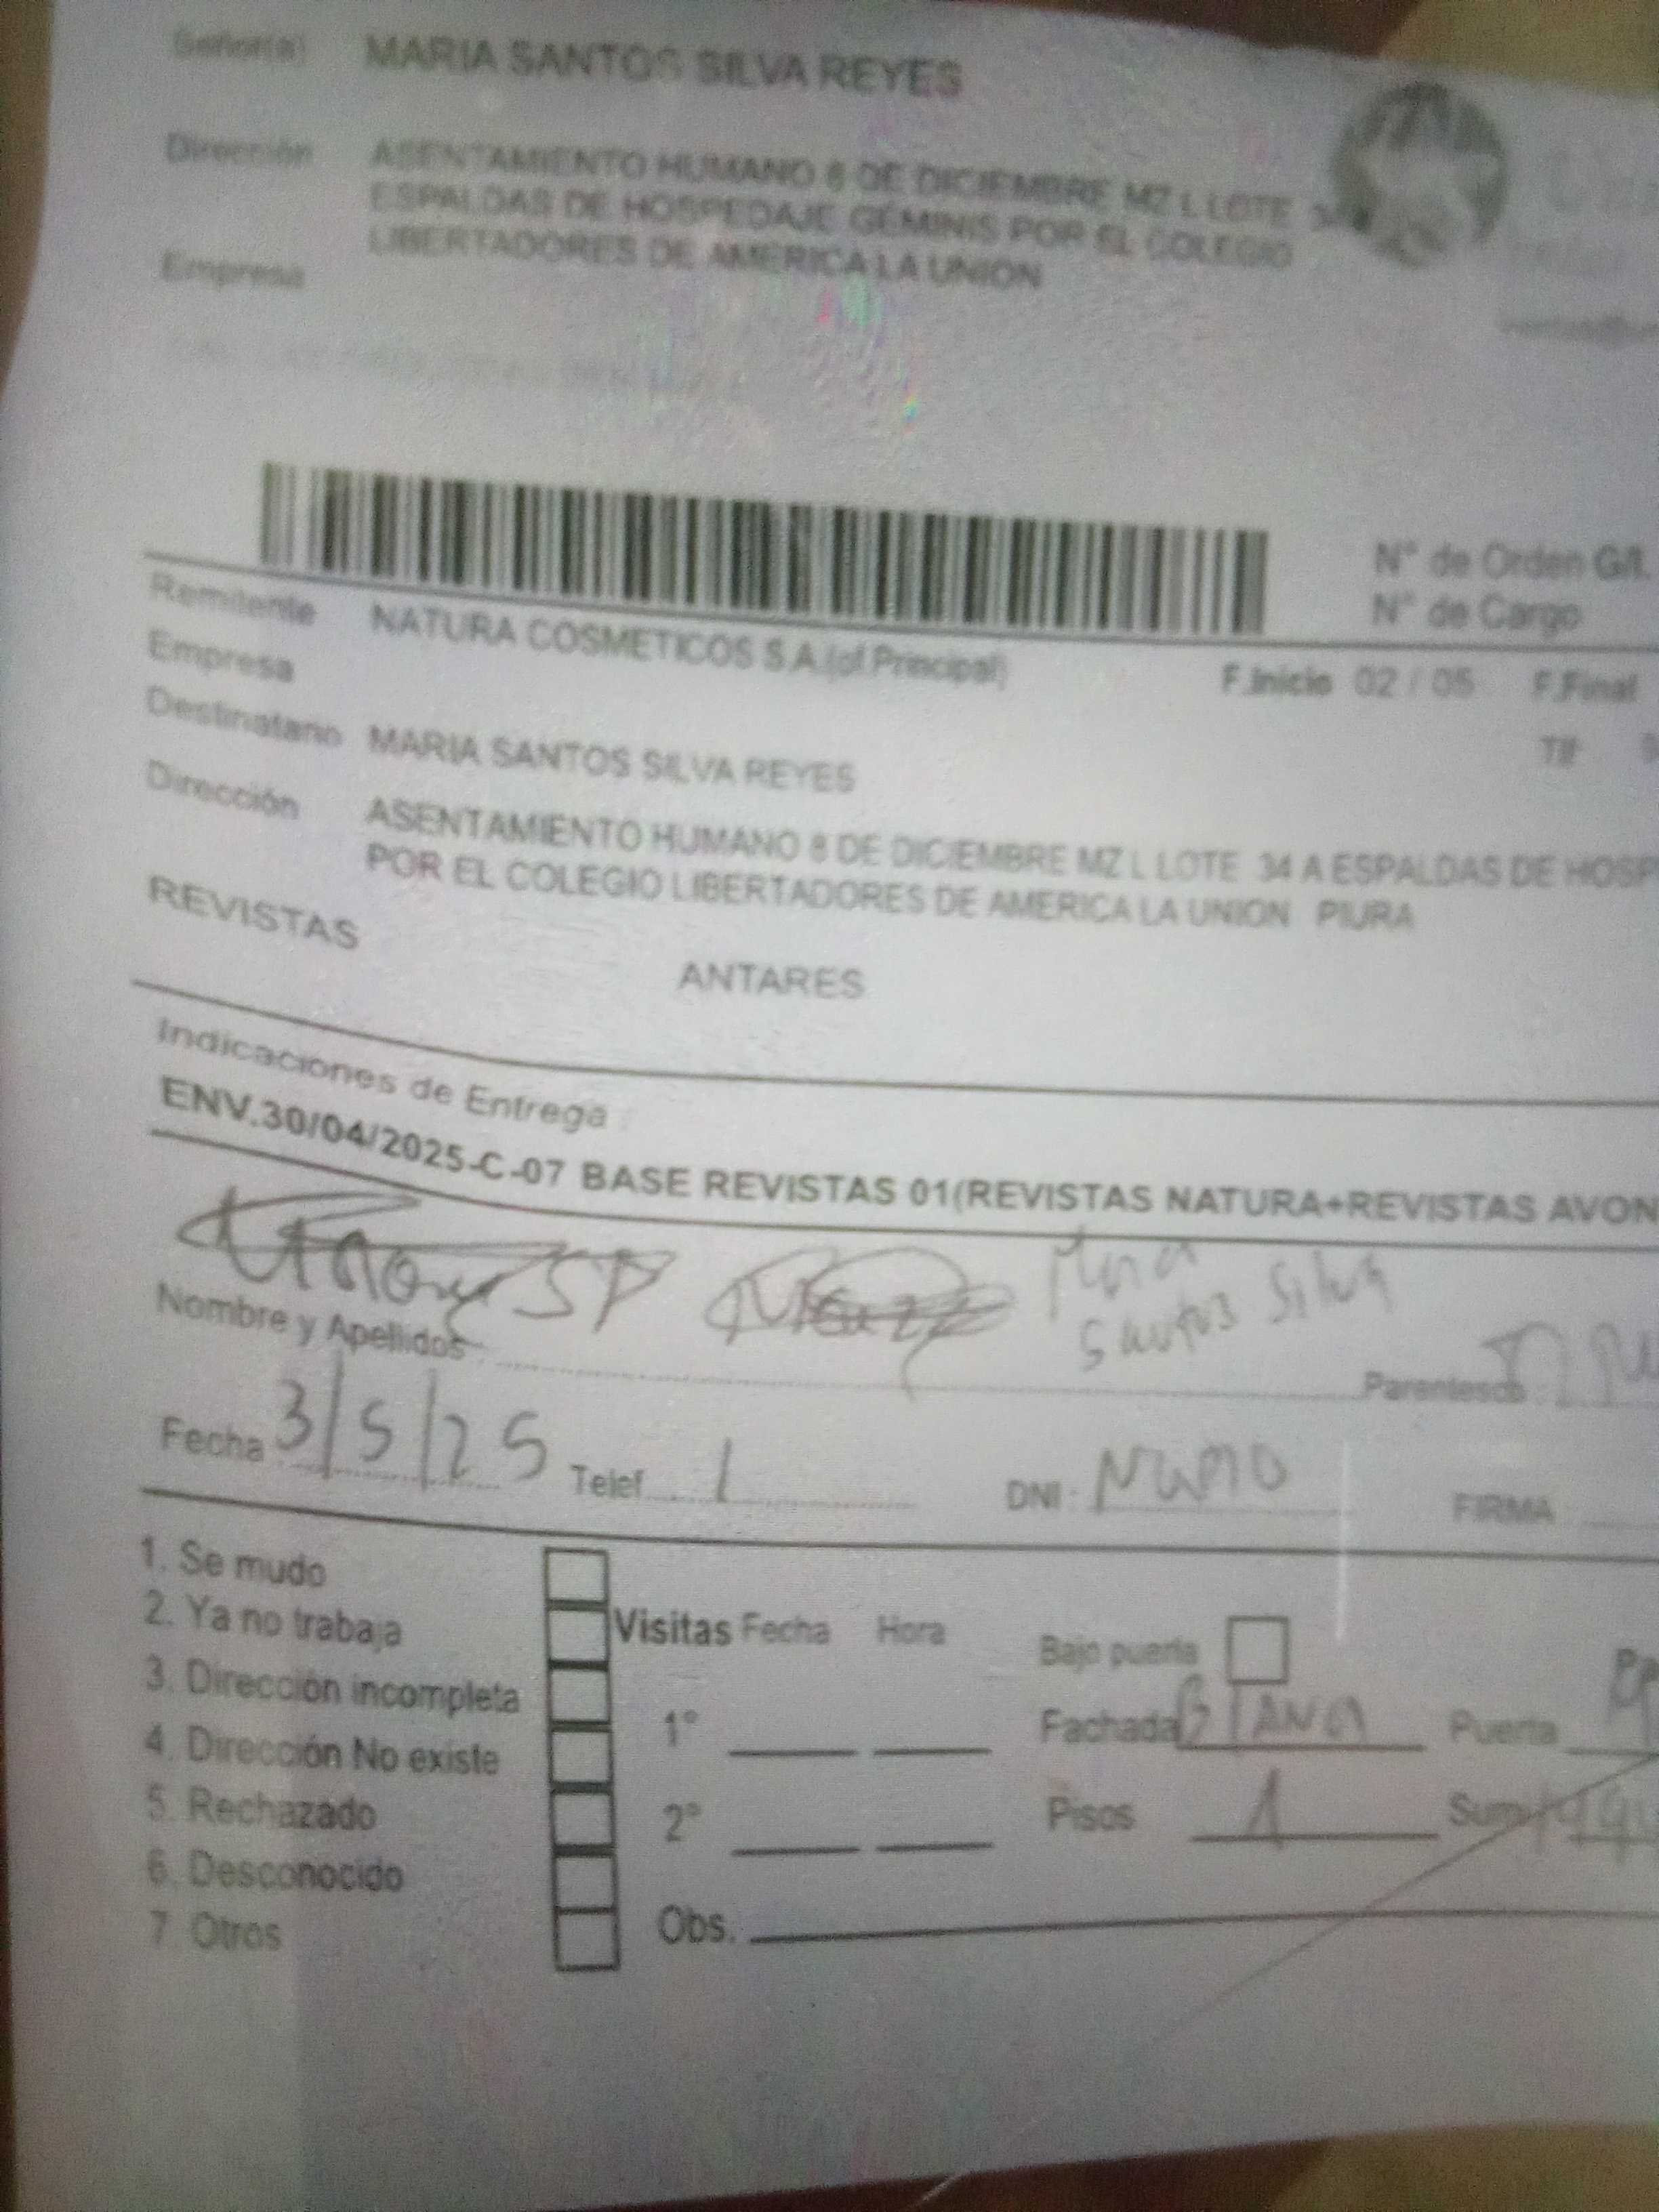 Señor(a) MARIA SANTOS SILVA REYES
Dirección ASENTAMIENTO HUMANO 8 DE DICIEMBRE MZ L LOTE 34
ESPALDAS DE HOSPEDAJE GÉMINIS POR EL COLEGIO
LIBERTADORES DE AMERICA LA UNION
Empresa
N° de Orden G/I.
N° de Cargo
Remitente NATURA COSMETICOS S.A.(of.Principal) F.Inicio 02 / 05 F.Final
Empresa
Tlf
Destinatario MARIA SANTOS SILVA REYES
Dirección ASENTAMIENTO HUMANO 8 DE DICIEMBRE MZ L LOTE 34 A ESPALDAS DE HOSP
POR EL COLEGIO LIBERTADORES DE AMERICA LA UNION PIURA
REVISTAS
ANTARES
Indicaciones de Entrega :
ENV.30/04/2025-C-07 BASE REVISTAS 01(REVISTAS NATURA+REVISTAS AVON
Santos Silva
Nombre y Apellidos : Parentesco :
Fecha : 3/5/25 Telef 1 DNI : FIRMA
1. Se mudo
2. Ya no trabaja Visitas Fecha Hora Bajo puerta
3. Dirección incompleta 1° Fachada Puerta
4. Dirección No existe
5. Rechazado 2° Pisos 1 Sum
6. Desconocido
7 Otros Obs.